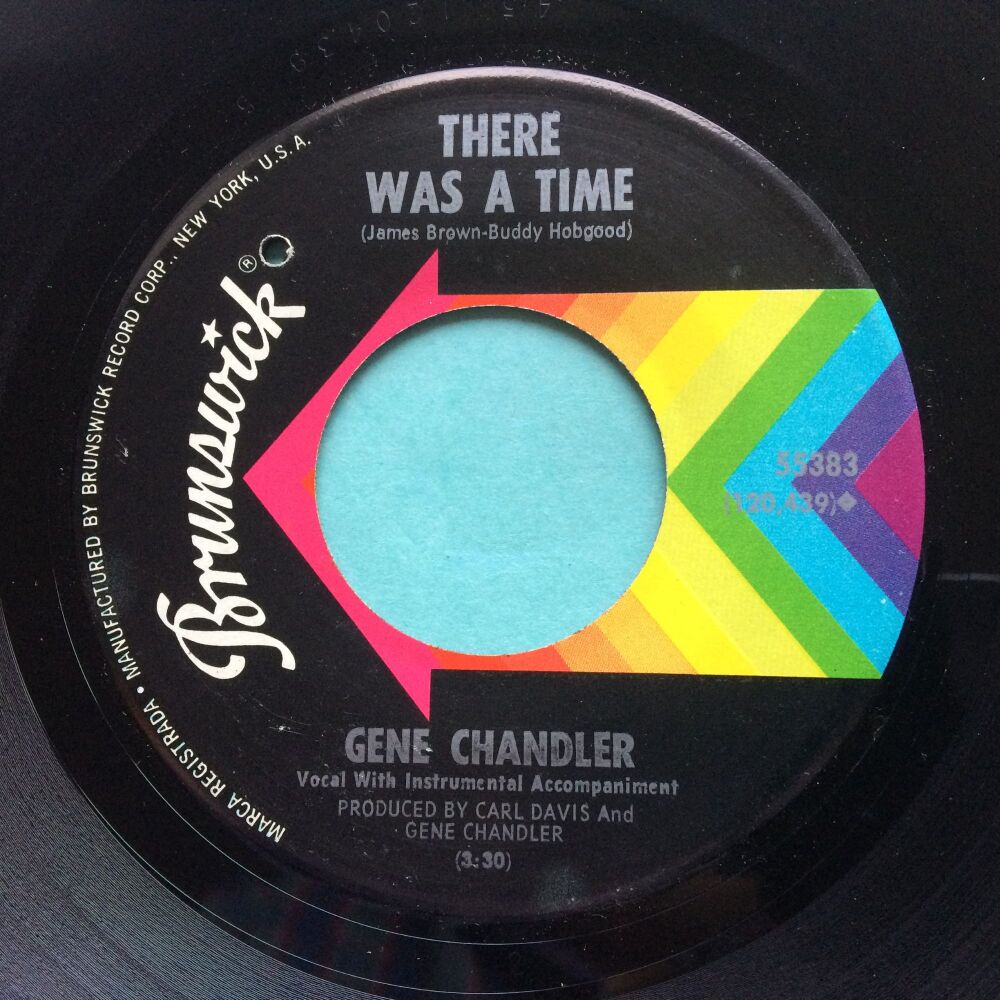 THERE
WAS A TIME
(James Brown-Buddy Hobgood)
Brunswick®
MARCA REGISTRADA • MANUFACTURED BY BRUNSWICK RECORD CORP., NEW YORK, U.S.A.
55383
(120,439)◆
GENE CHANDLER
Vocal With Instrumental Accompaniment
PRODUCED BY CARL DAVIS And
GENE CHANDLER
(3:30)